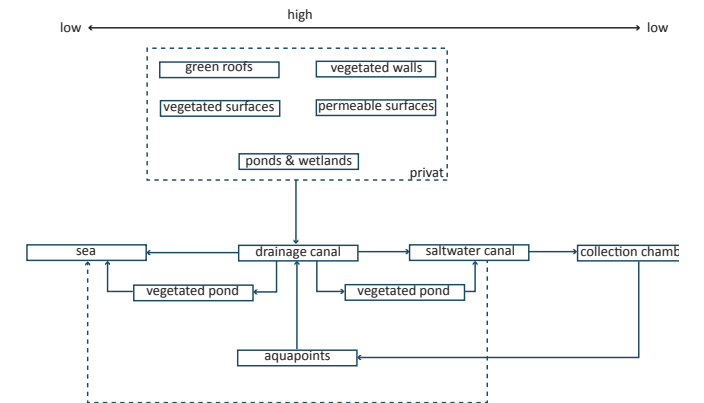 high
low
low
green roofs
vegetated walls
vegetated surfaces
permeable surfaces
ponds & wetlands
privat
sea
drainage canal
saltwater canal
collection chamb
vegetated pond
vegetated pond
aquapoints